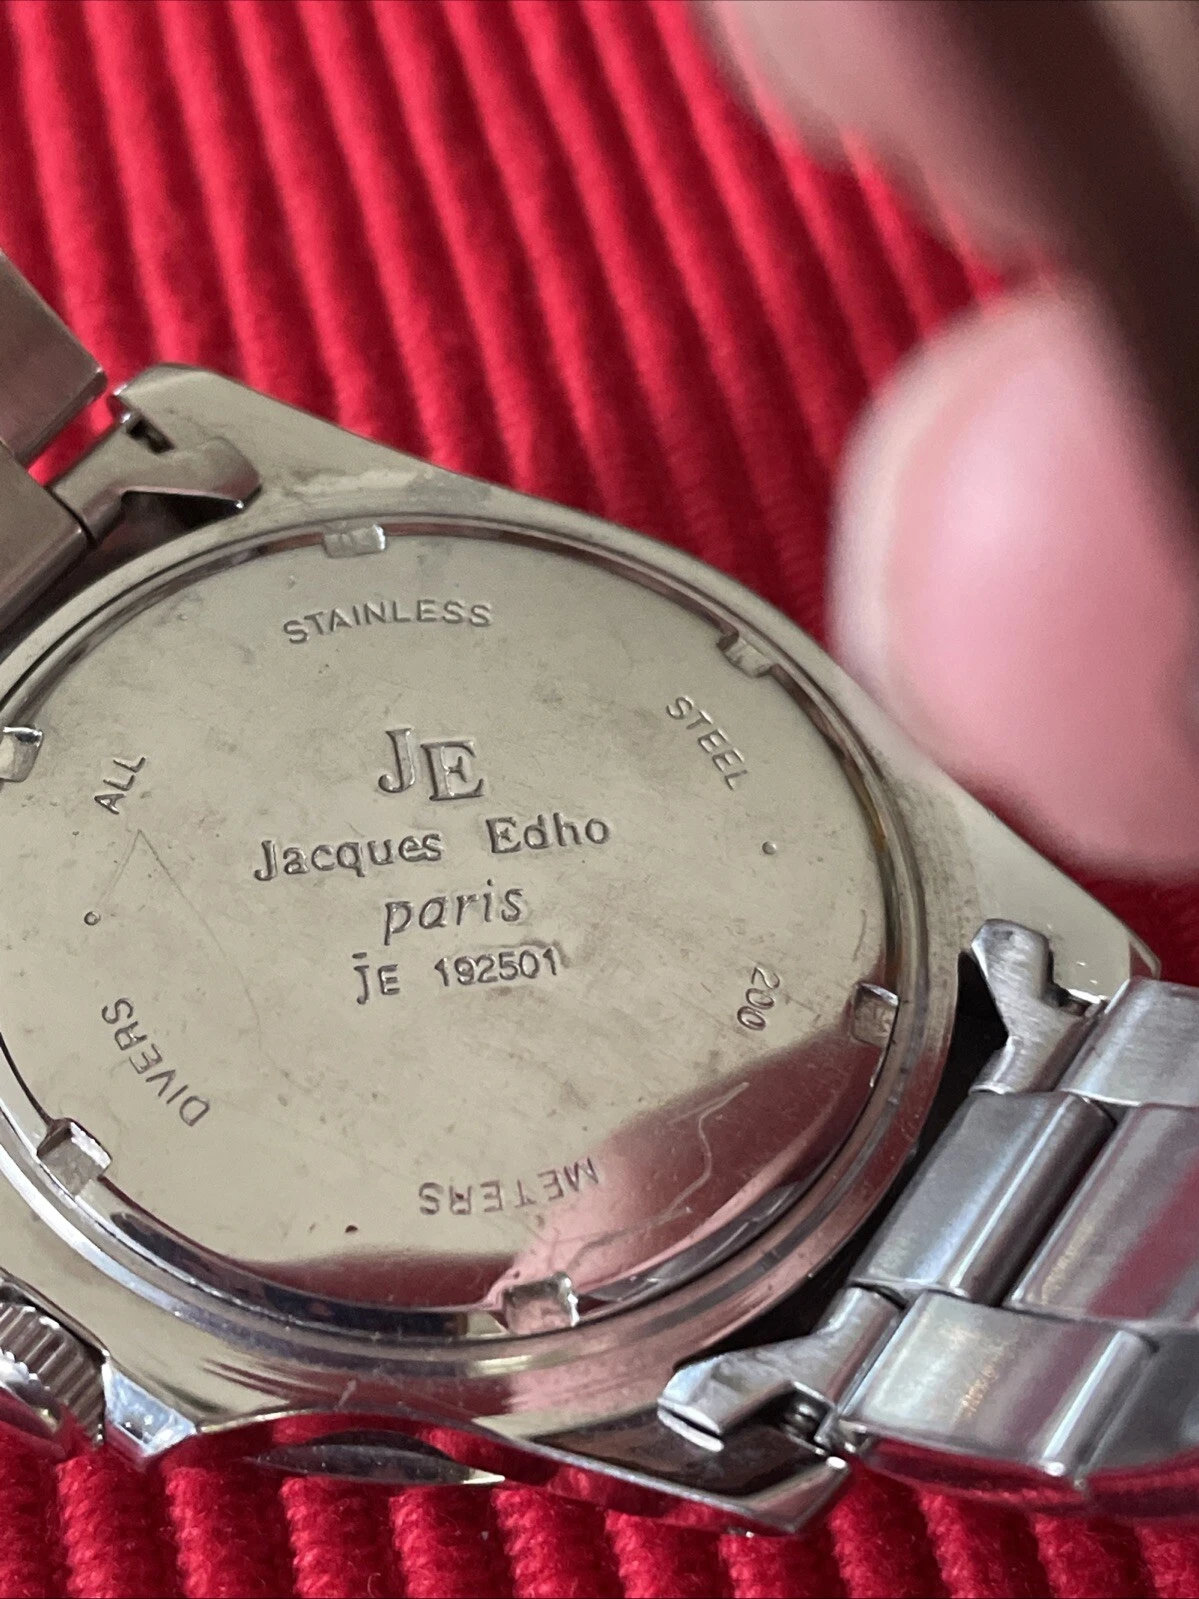 ALL STAINLESS STEEL
200 METERS DIVERS
JE
Jacques Edho
paris
JE 192501